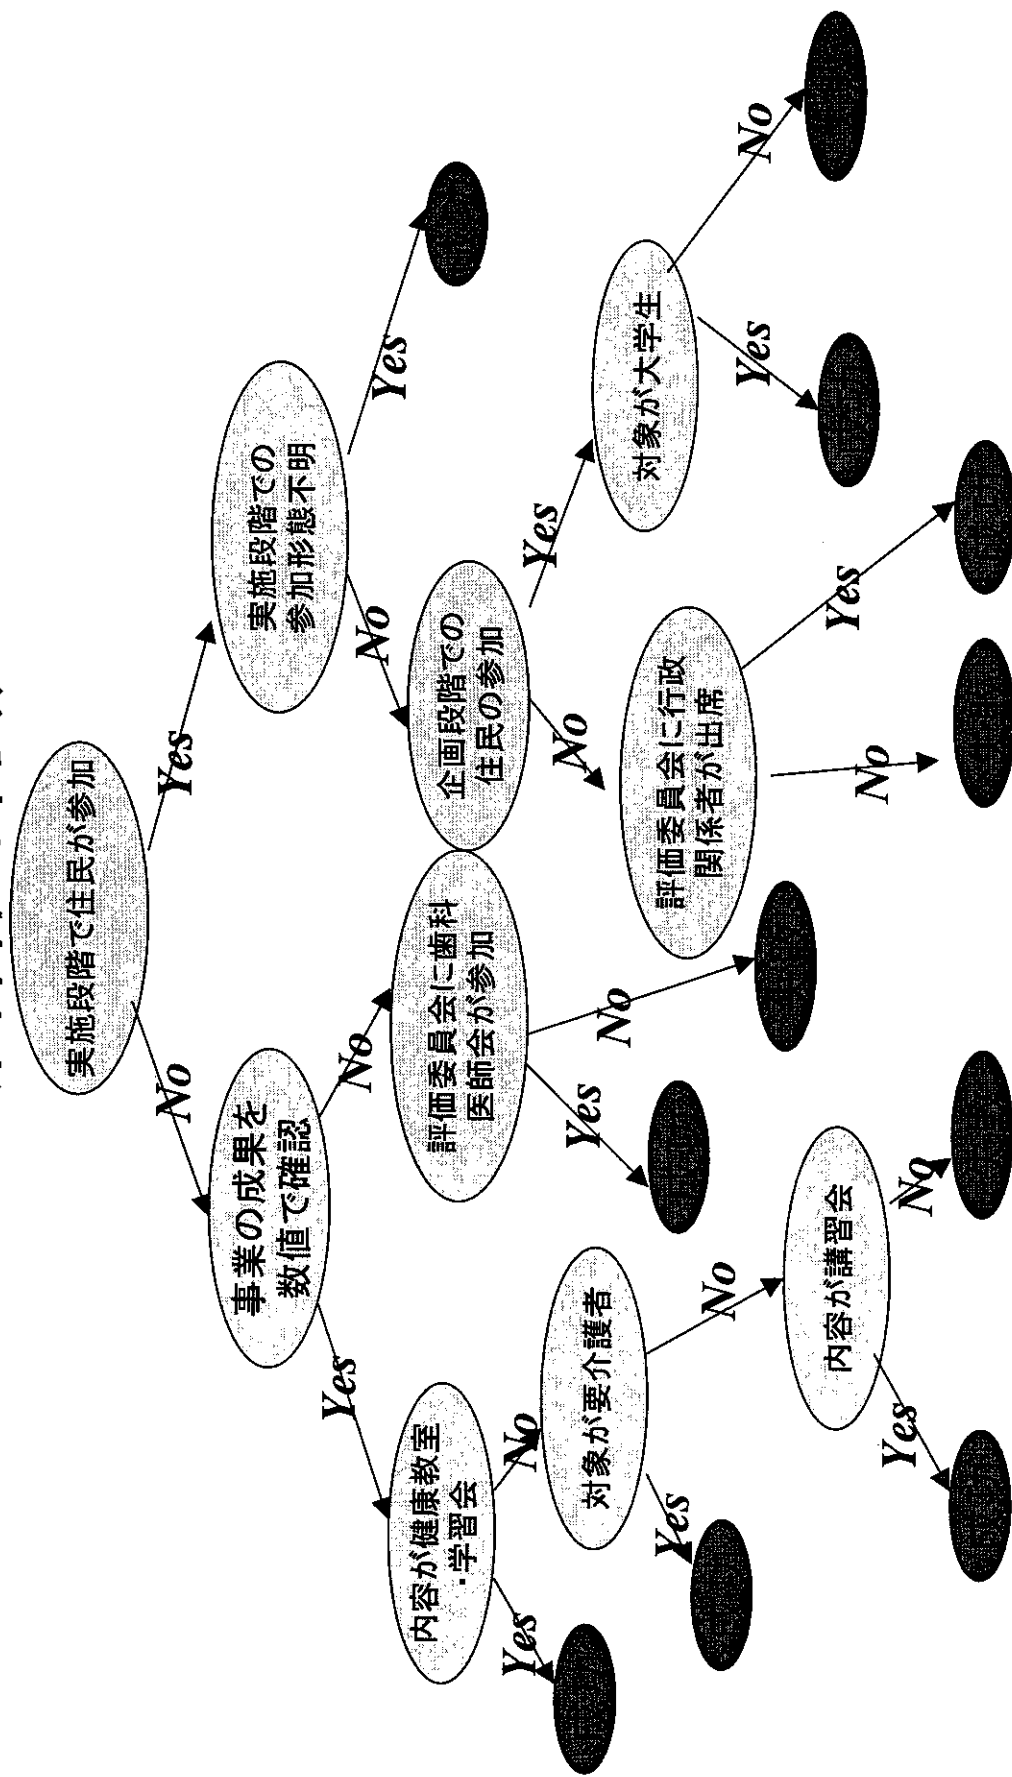 実施段階で住民が参加
No
Yes
事業の成果を
数値で確認
実施段階での
参加形態不明
Yes
No
No
Yes
内容が健康教室
・学習会
評価委員会に歯科
医師会が参加
企画段階での
住民の参加
Yes
No
Yes
No
No
Yes
対象が要介護者
評価委員会に行政
関係者が出席
対象が大学生
Yes
No
No
Yes
Yes
No
内容が講習会
Yes
No